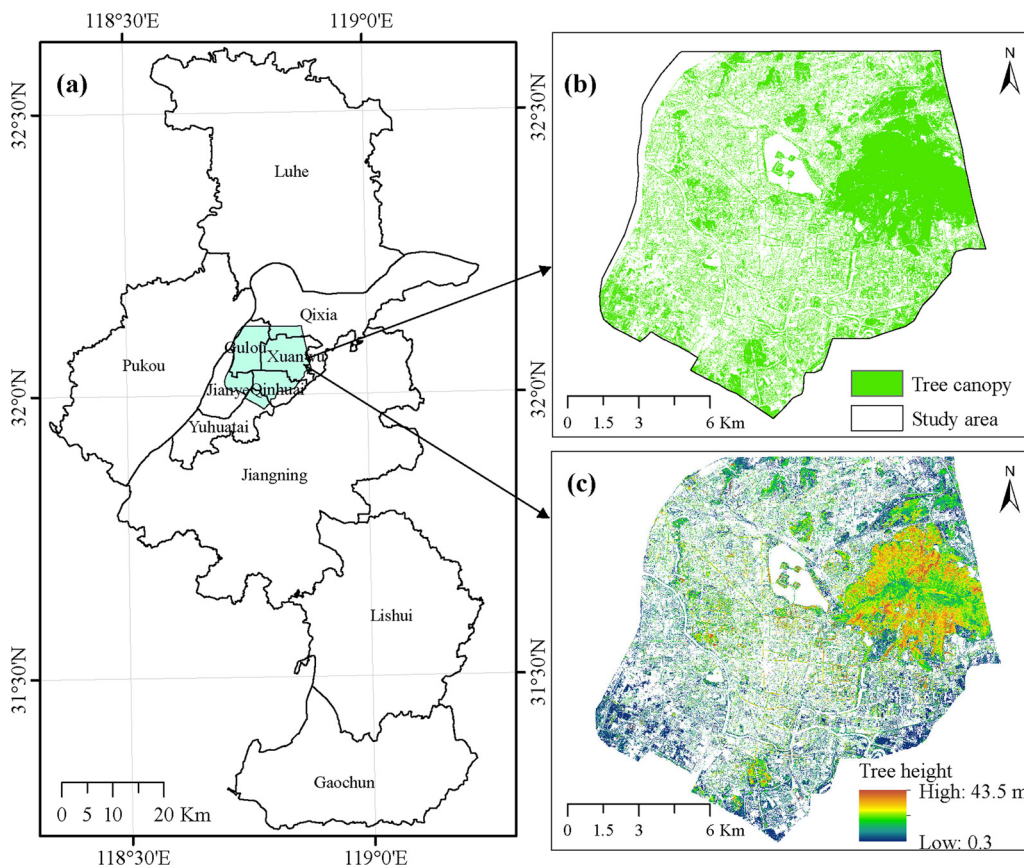 118°30'E
119°0'E
(a)
32°30'N
32°30'N
Luhe
Qixia
Gulou
Xuanwu
Pukou
Jianye
Qinhuai
32°0'N
32°0'N
Yuhuatai
Jiangning
Lishui
31°30'N
31°30'N
Gaochun
0 5 10 20 Km
118°30'E
119°0'E
(b)
N
Tree canopy
Study area
0 1.5 3 6 Km
(c)
N
Tree height
High: 43.5 m
Low: 0.3
0 1.5 3 6 Km